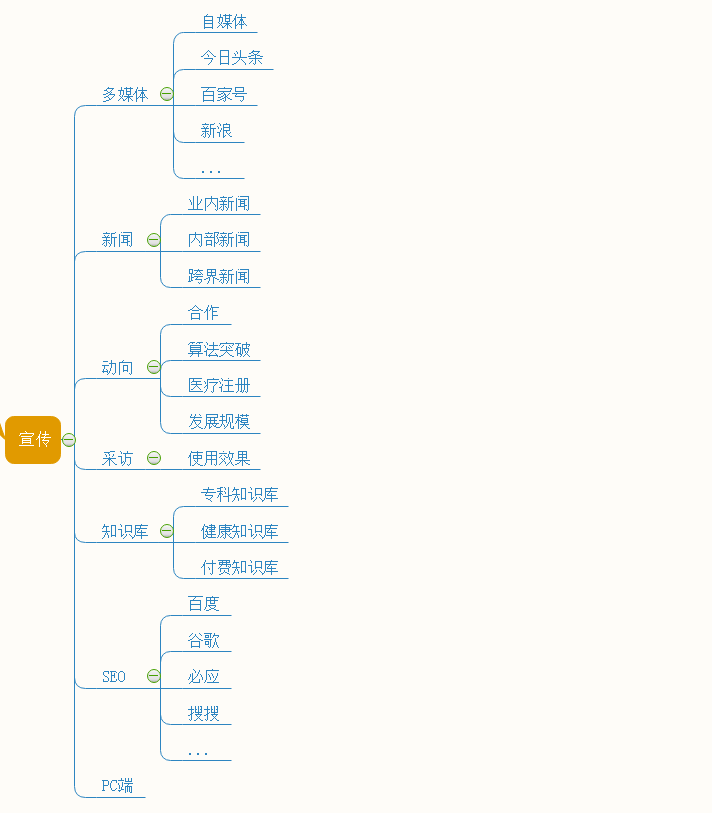 自媒体
今日头条
多媒体
百家号
新浪
...
业内新闻
新闻
内部新闻
跨界新闻
合作
算法突破
动向
医疗注册
发展规模
宣传
采访
使用效果
专科知识库
知识库
健康知识库
付费知识库
百度
谷歌
SEO
必应
搜搜
...
PC端